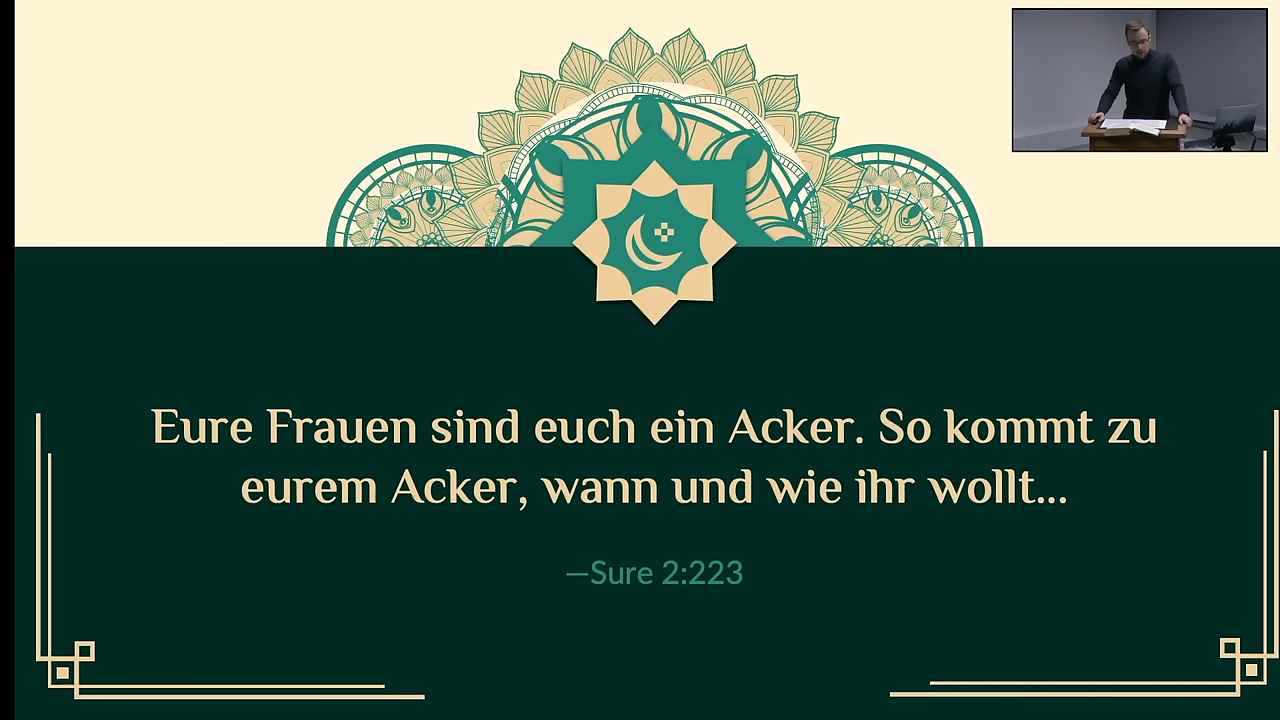 Eure Frauen sind euch ein Acker. So kommt zu
eurem Acker, wann und wie ihr wollt...
—Sure 2:223